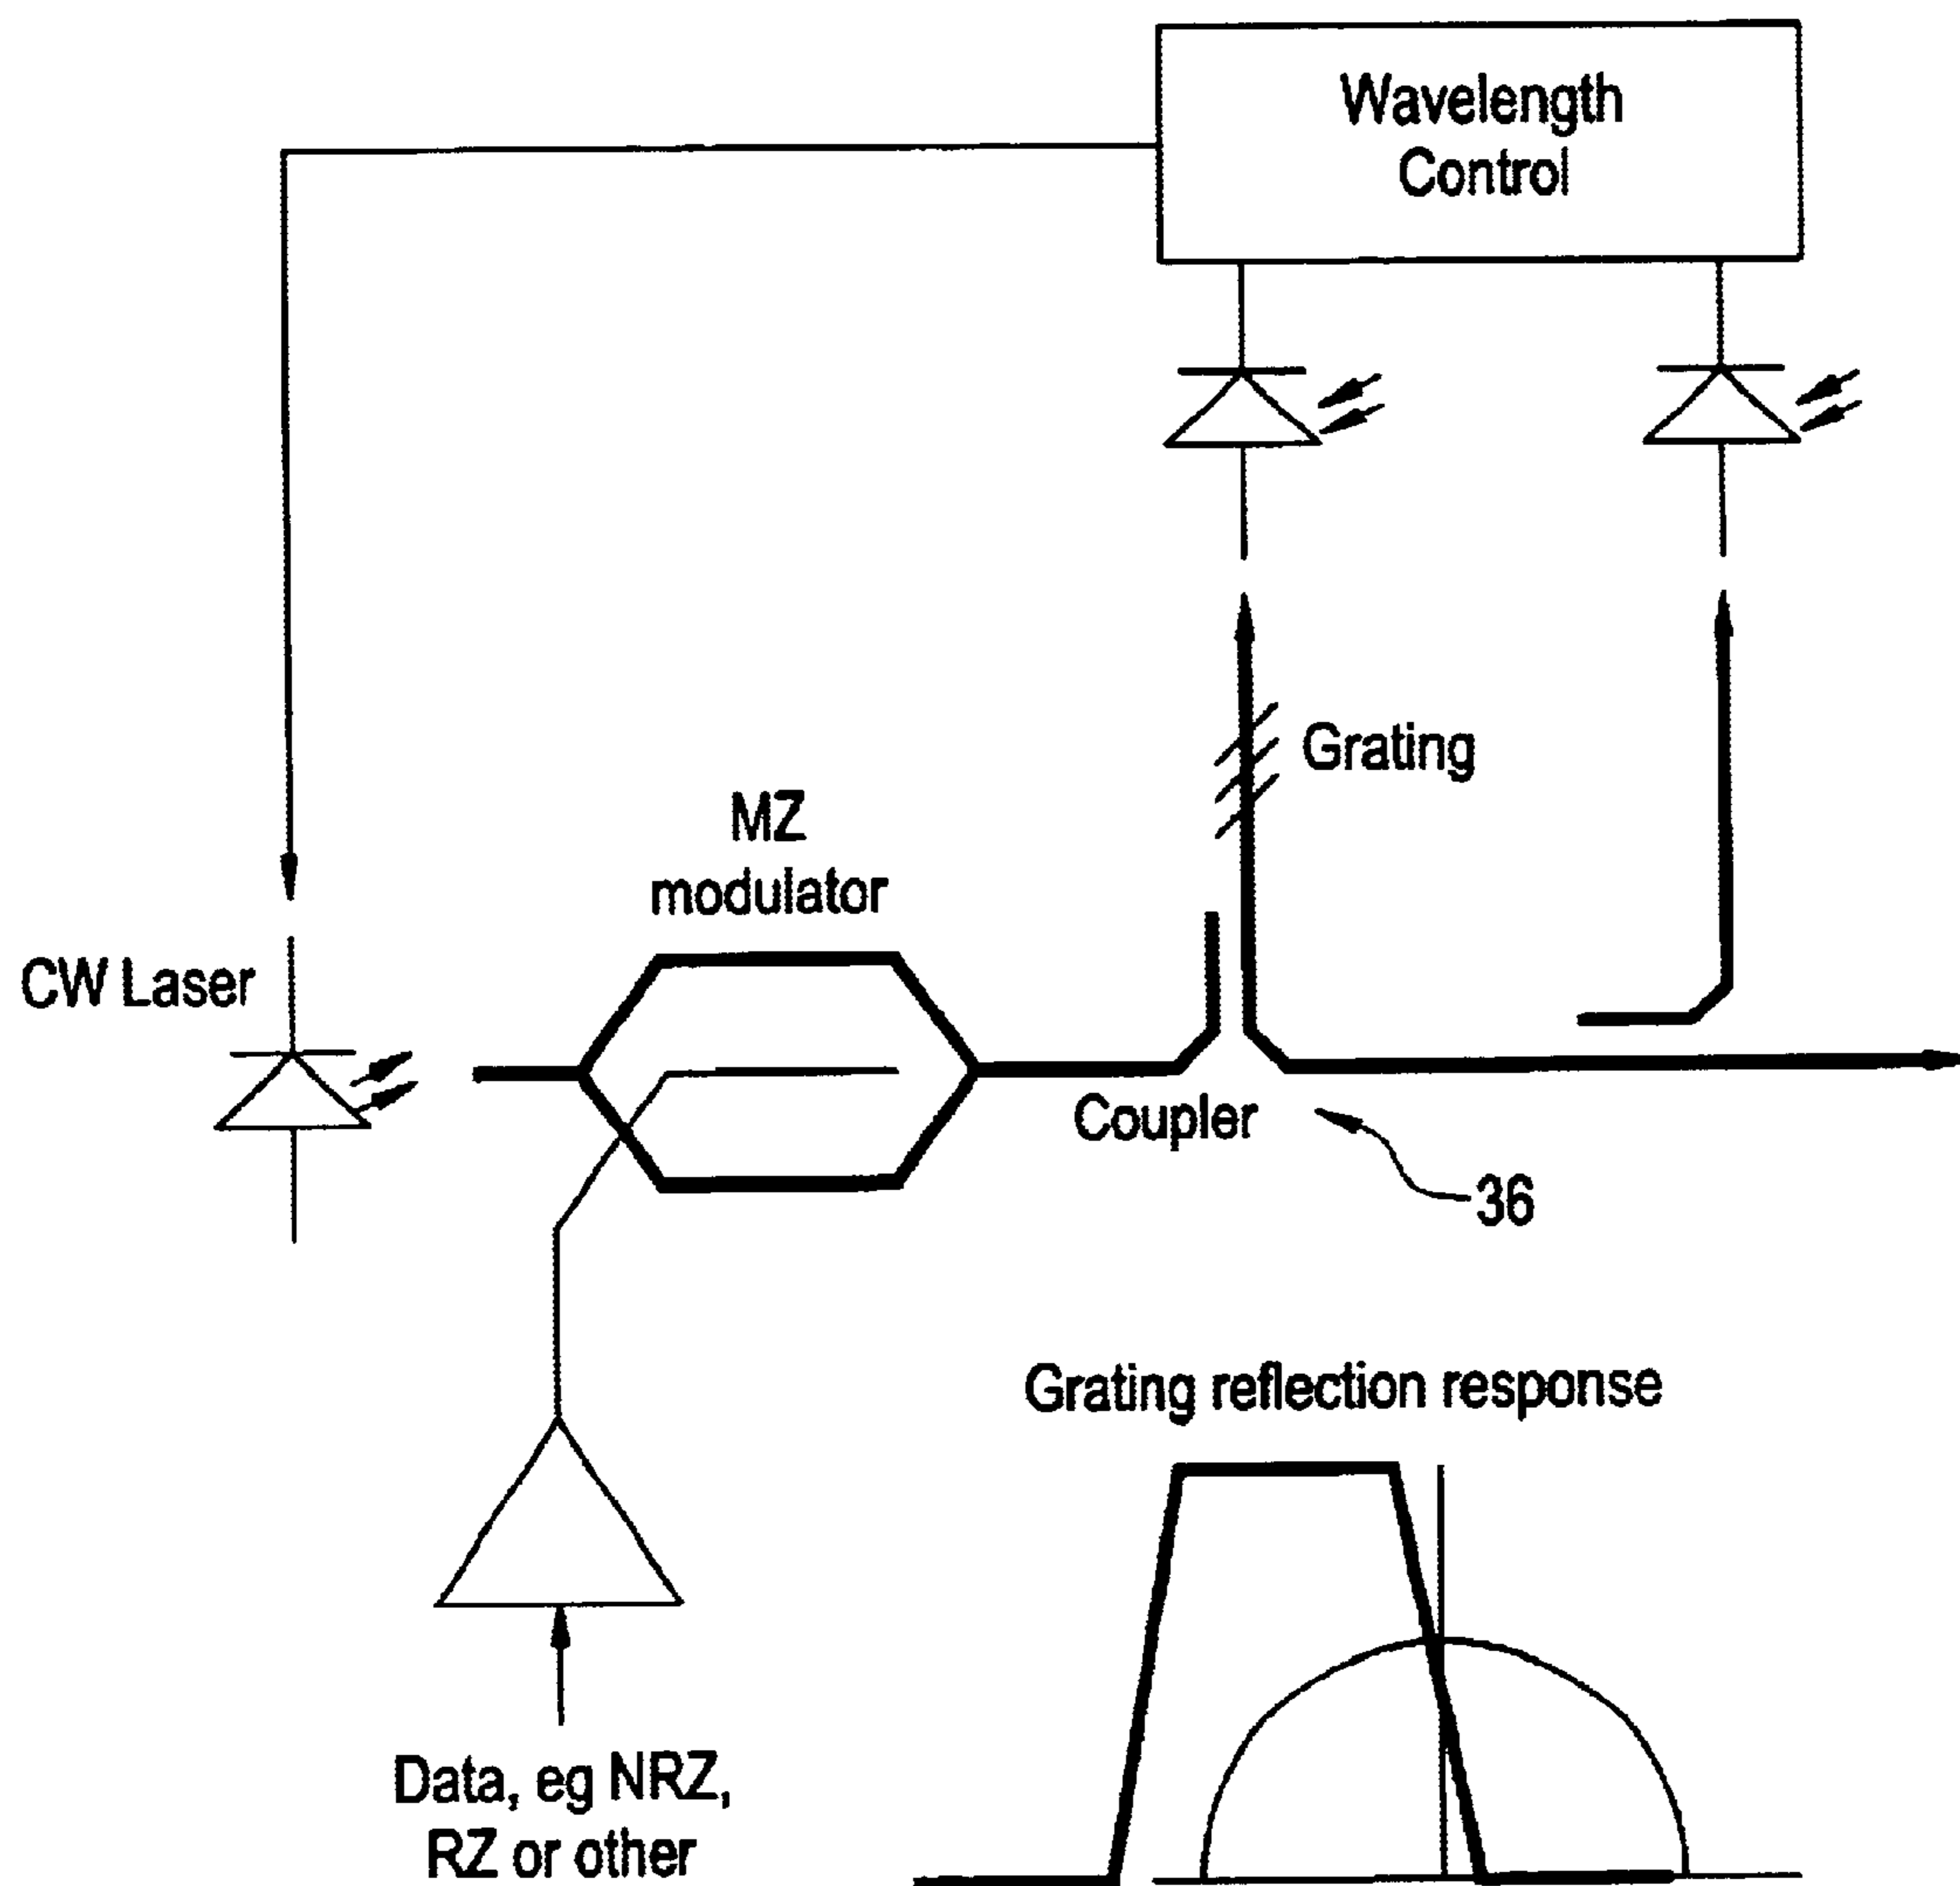 Wavelength
Control
Grating
MZ
modulator
CW Laser
Coupler
36
Grating reflection response
Data, eg NRZ,
RZ or other